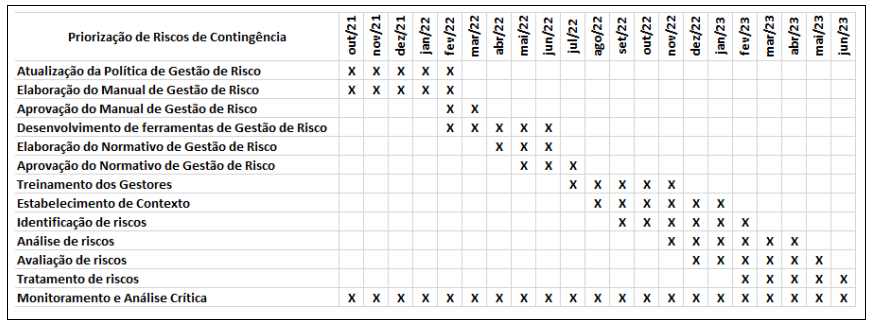 Priorização de Riscos de Contingência out/21 nov/21 dez/21 jan/22 fev/22 mar/22 abr/22 mai/22 jun/22 jul/22 ago/22 set/22 out/22 nov/22 dez/22 jan/23 fev/23 mar/23 abr/23 mai/23 jun/23
Atualização da Política de Gestão de Risco X X X X X
Elaboração do Manual de Gestão de Risco X X X X X
Aprovação do Manual de Gestão de Risco X X
Desenvolvimento de ferramentas de Gestão de Risco X X X X X
Elaboração do Normativo de Gestão de Risco X X X
Aprovação do Normativo de Gestão de Risco X X X
Treinamento dos Gestores X X X X X
Estabelecimento de Contexto X X X X X X
Identificação de riscos X X X X X X
Análise de riscos X X X X X X
Avaliação de riscos X X X X X X
Tratamento de riscos X X X X X
Monitoramento e Análise Crítica X X X X X X X X X X X X X X X X X X X X X